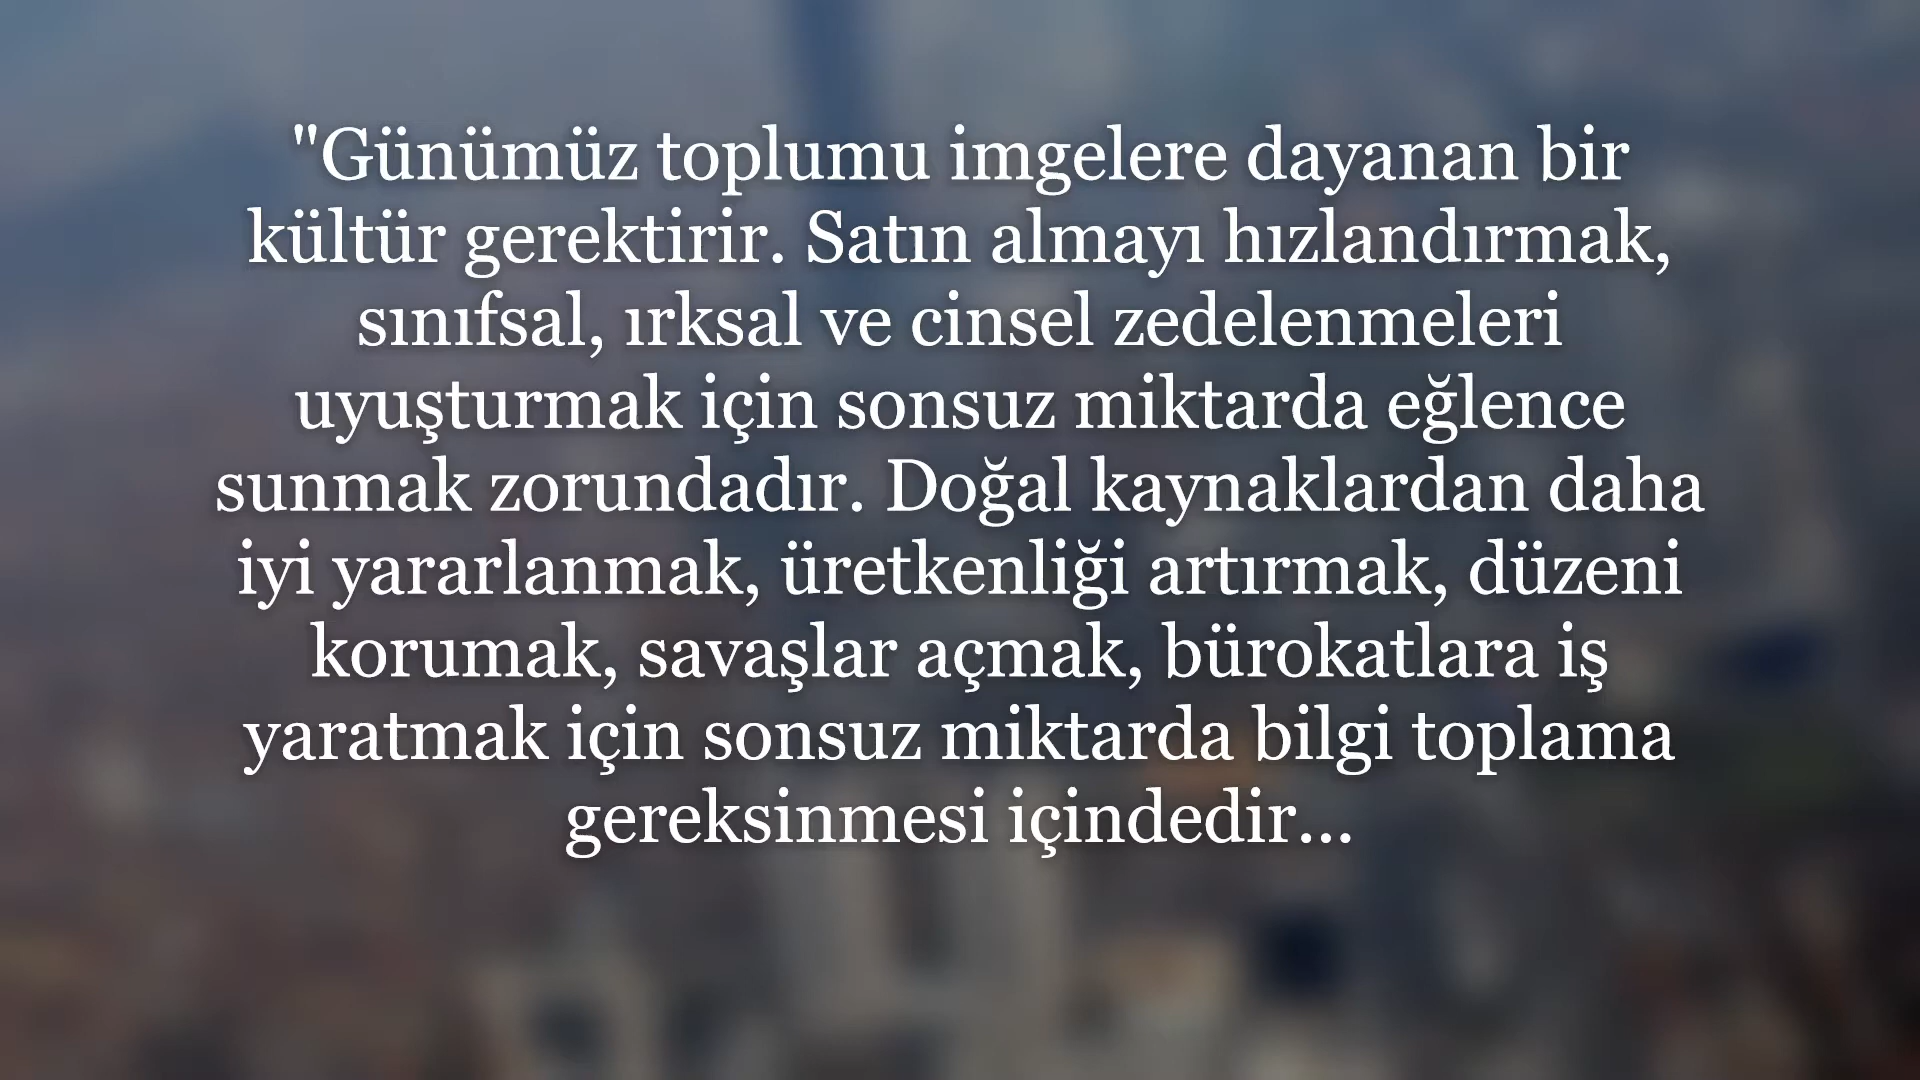 "Günümüz toplumu imgelere dayanan bir
kültür gerektirir. Satın almayı hızlandırmak,
sınıfsal, ırksal ve cinsel zedelenmeleri
uyuşturmak için sonsuz miktarda eğlence
sunmak zorundadır. Doğal kaynaklardan daha
iyi yararlanmak, üretkenliği artırmak, düzeni
korumak, savaşlar açmak, bürokatlara iş
yaratmak için sonsuz miktarda bilgi toplama
gereksinmesi içindedir...